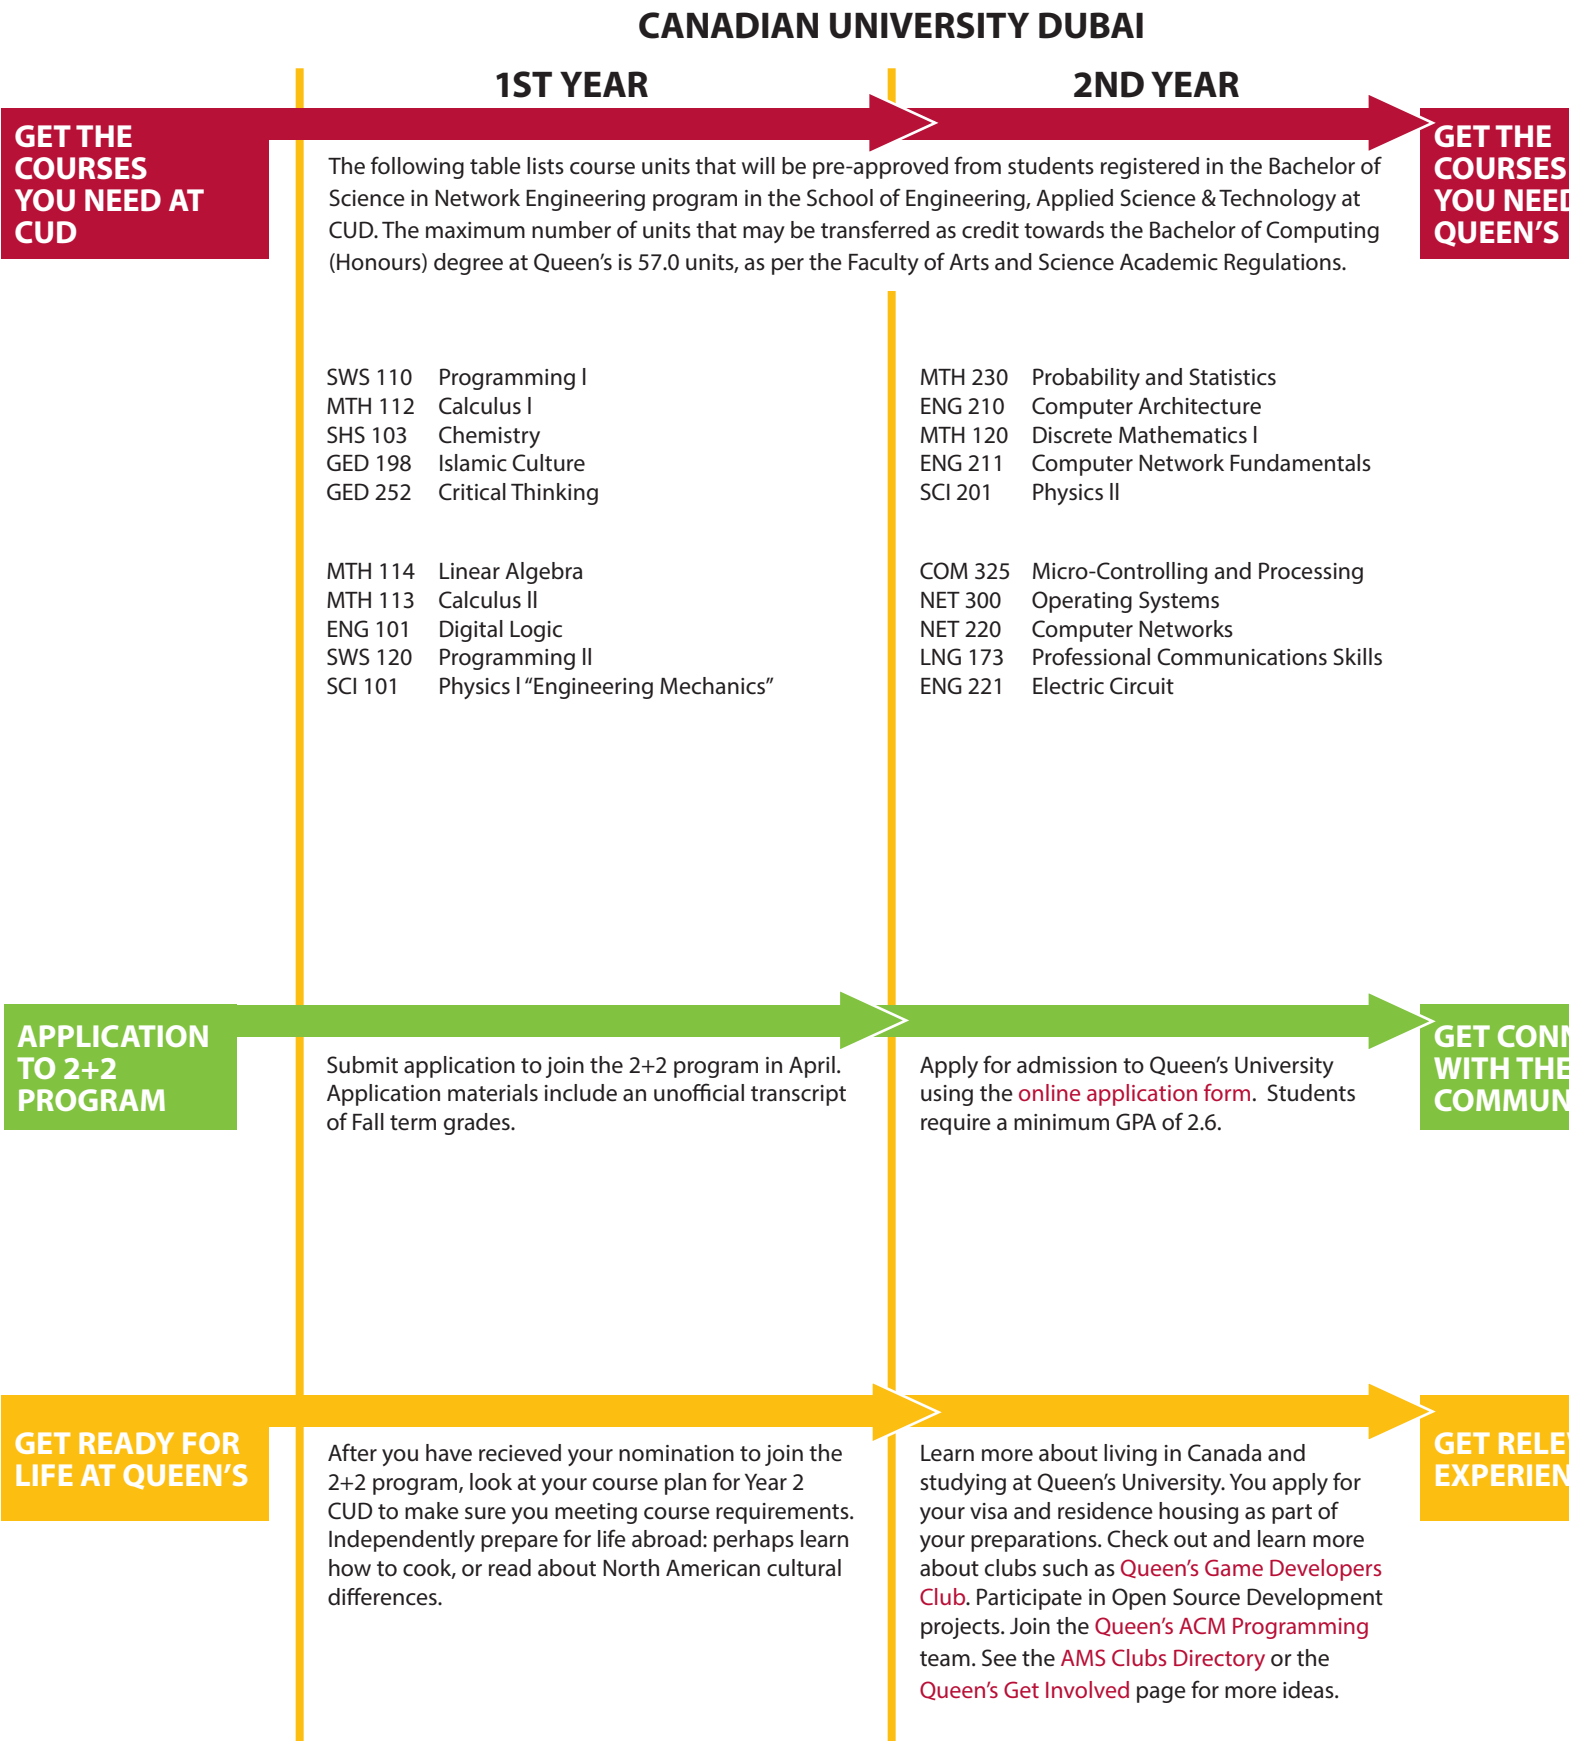 CANADIAN UNIVERSITY DUBAI
1ST YEAR
2ND YEAR
GET THE
COURSES
YOU NEED AT
CUD
The following table lists course units that will be pre-approved from students registered in the Bachelor of
Science in Network Engineering program in the School of Engineering, Applied Science & Technology at
CUD. The maximum number of units that may be transferred as credit towards the Bachelor of Computing
(Honours) degree at Queen's is 57.0 units, as per the Faculty of Arts and Science Academic Regulations.
GET THE
COURSES
YOU NEED
QUEEN'S
SWS 110 Programming l
MTH 112 Calculus l
SHS 103 Chemistry
GED 198 Islamic Culture
GED 252 Critical Thinking
MTH 114 Linear Algebra
MTH 113 Calculus ll
ENG 101 Digital Logic
SWS 120 Programming ll
SCI 101 Physics l “Engineering Mechanics”
MTH 230 Probability and Statistics
ENG 210 Computer Architecture
MTH 120 Discrete Mathematics l
ENG 211 Computer Network Fundamentals
SCI 201 Physics ll
COM 325 Micro-Controlling and Processing
NET 300 Operating Systems
NET 220 Computer Networks
LNG 173 Professional Communications Skills
ENG 221 Electric Circuit
APPLICATION
TO 2+2
PROGRAM
Submit application to join the 2+2 program in April.
Application materials include an unofficial transcript
of Fall term grades.
Apply for admission to Queen's University
using the online application form. Students
require a minimum GPA of 2.6.
GET CONN
WITH THE
COMMUN
GET READY FOR
LIFE AT QUEEN'S
After you have recieved your nomination to join the
2+2 program, look at your course plan for Year 2
CUD to make sure you meeting course requirements.
Independently prepare for life abroad: perhaps learn
how to cook, or read about North American cultural
differences.
Learn more about living in Canada and
studying at Queen's University. You apply for
your visa and residence housing as part of
your preparations. Check out and learn more
about clubs such as Queen's Game Developers
Club. Participate in Open Source Development
projects. Join the Queen's ACM Programming
team. See the AMS Clubs Directory or the
Queen's Get Involved page for more ideas.
GET RELE
EXPERIEN